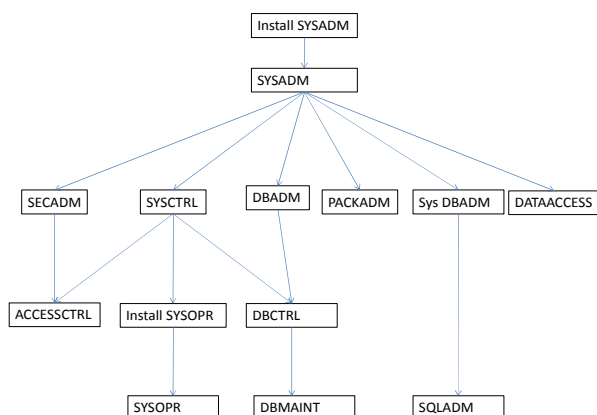 Install SYSADM
SYSADM
SECADM
SYSCTRL
DBADM
PACKADM
Sys DBADM
DATAACCESS
ACCESSCTRL
Install SYSOPR
DBCTRL
SYSOPR
DBMAINT
SQLADM